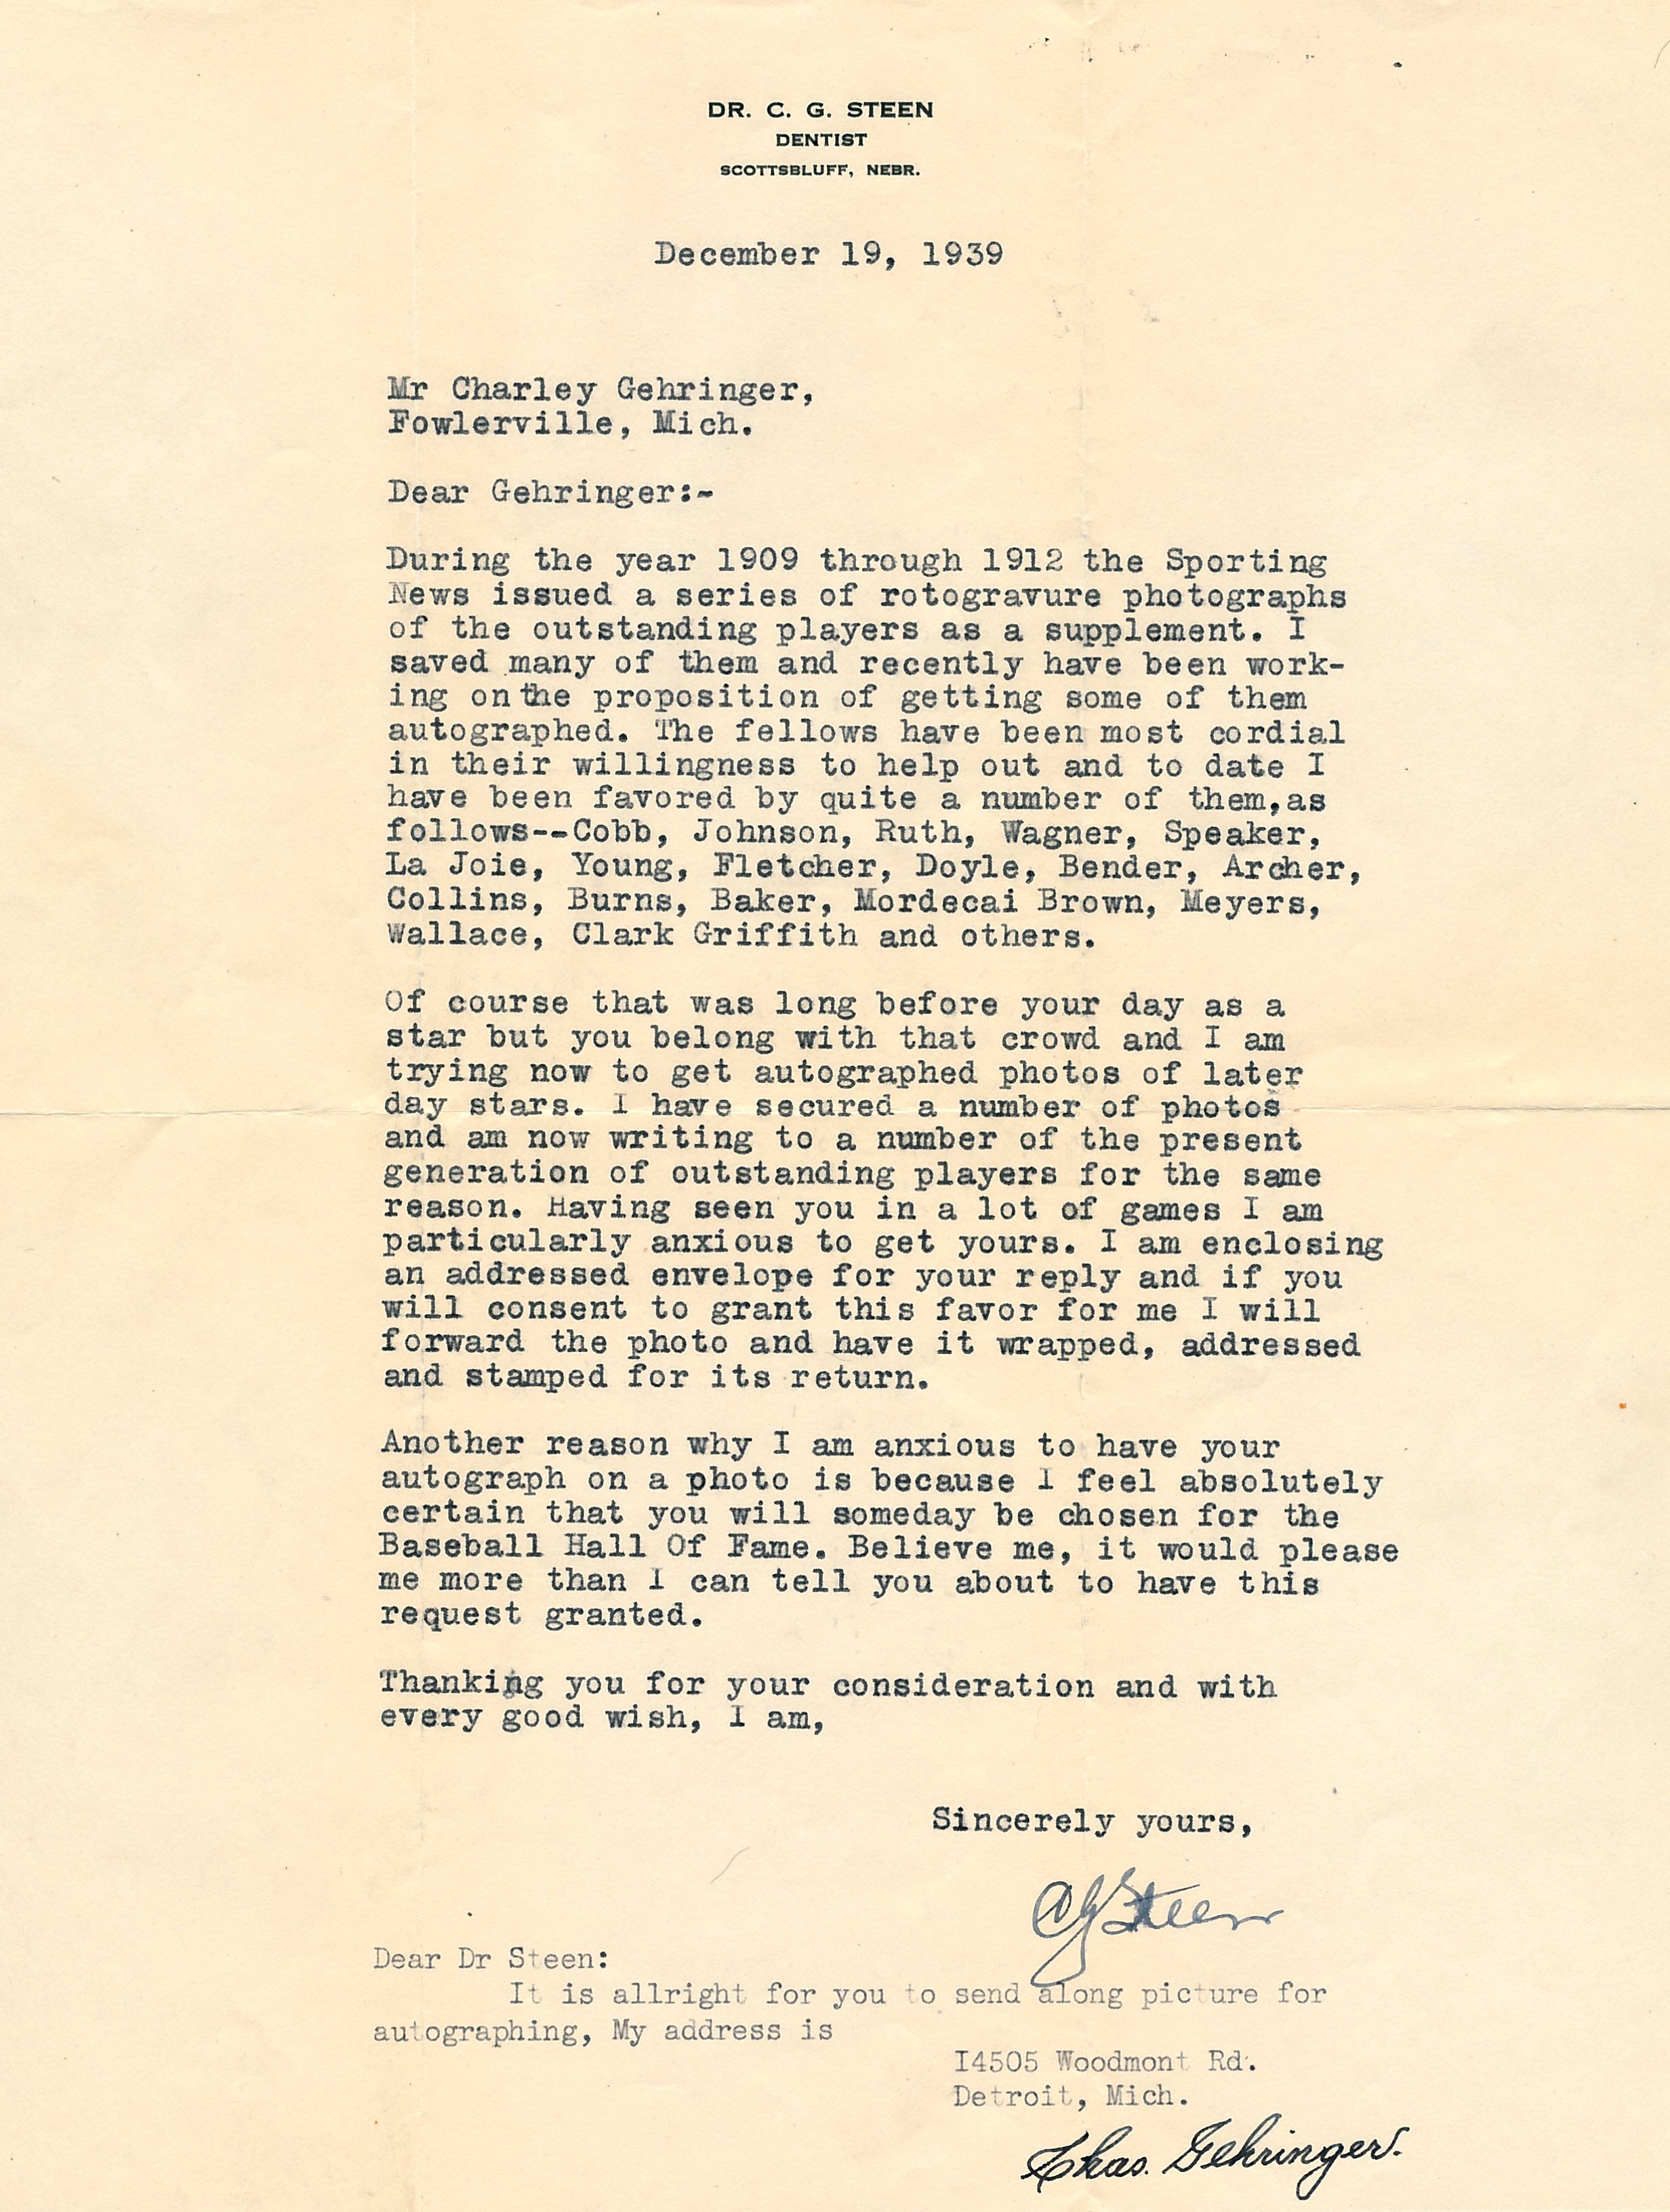 DR. C. G. STEEN
DENTIST
SCOTTSBLUFF, NEBR.
December 19, 1939
Mr Charley Gehringer,
Fowlerville, Mich.
Dear Gehringer:-
During the year 1909 through 1912 the Sporting
News issued a series of rotogravure photographs
of the outstanding players as a supplement. I
saved many of them and recently have been work-
ing on the proposition of getting some of them
autographed. The fellows have been most cordial
in their willingness to help out and to date I
have been favored by quite a number of them,as
follows--Cobb, Johnson, Ruth, Wagner, Speaker,
La Joie, Young, Fletcher, Doyle, Bender, Archer,
Collins, Burns, Baker, Mordecai Brown, Meyers,
Wallace, Clark Griffith and others.
Of course that was long before your day as a
star but you belong with that crowd and I am
trying now to get autographed photos of later
day stars. I have secured a number of photos
and am now writing to a number of the present
generation of outstanding players for the same
reason. Having seen you in a lot of games I am
particularly anxious to get yours. I am enclosing
an addressed envelope for your reply and if you
will consent to grant this favor for me I will
forward the photo and have it wrapped, addressed
and stamped for its return.
Another reason why I am anxious to have your
autograph on a photo is because I feel absolutely
certain that you will someday be chosen for the
Baseball Hall Of Fame. Believe me, it would please
me more than I can tell you about to have this
request granted.
Thanking you for your consideration and with
every good wish, I am,
Sincerely yours,
CG Steen
Dear Dr Steen:
It is allright for you to send along picture for
autographing, My address is
I4505 Woodmont Rd.
Detroit, Mich.
Chas. Gehringer.